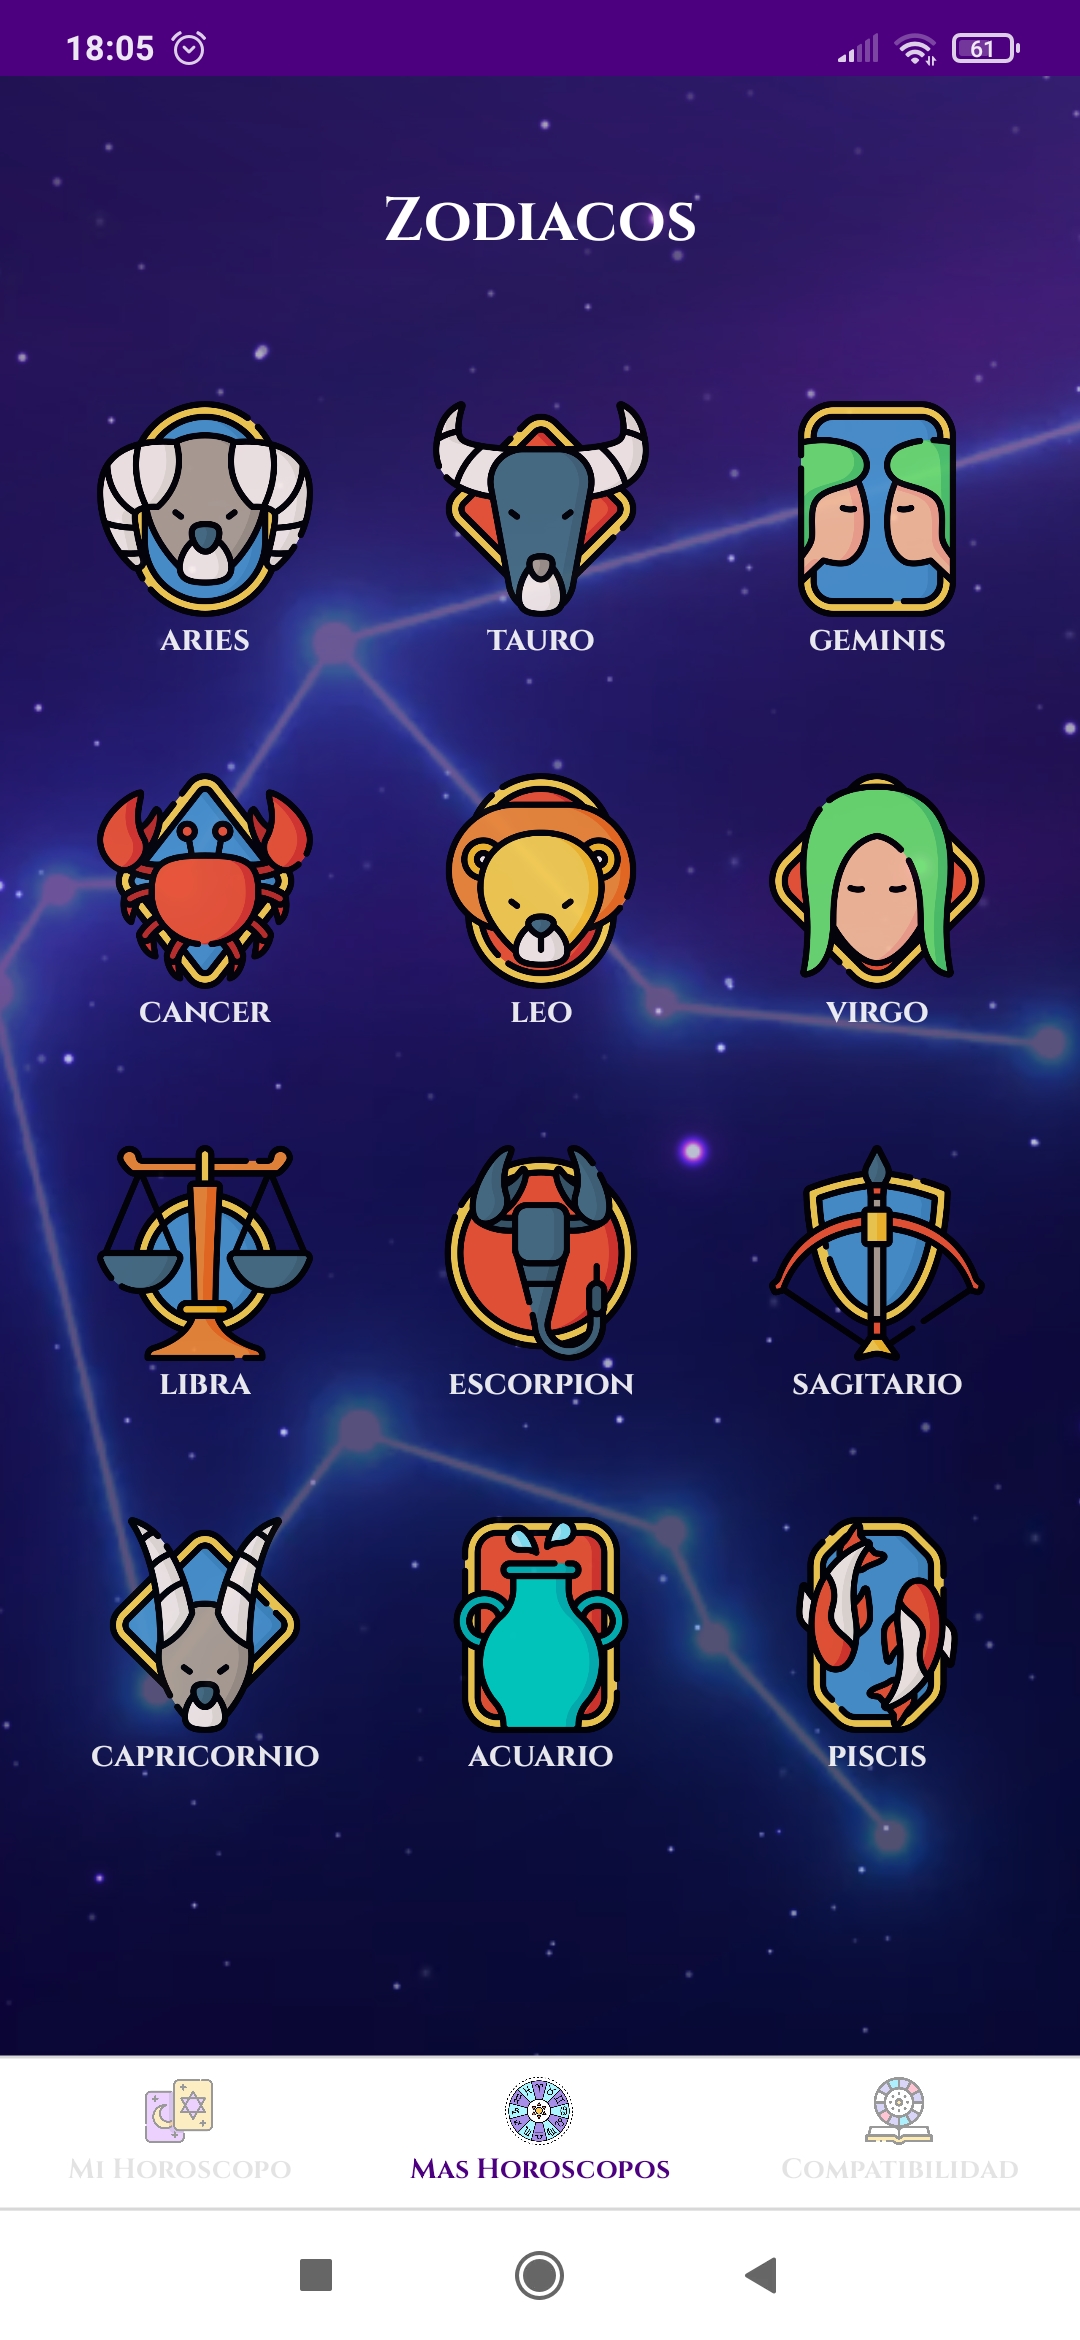 18:05
61
Zodiacos
ARIES
TAURO
GEMINIS
CANCER
LEO
VIRGO
LIBRA
ESCORPION
SAGITARIO
CAPRICORNIO
ACUARIO
PISCIS
Mi Horoscopo
Mas Horoscopos
Compatibilidad